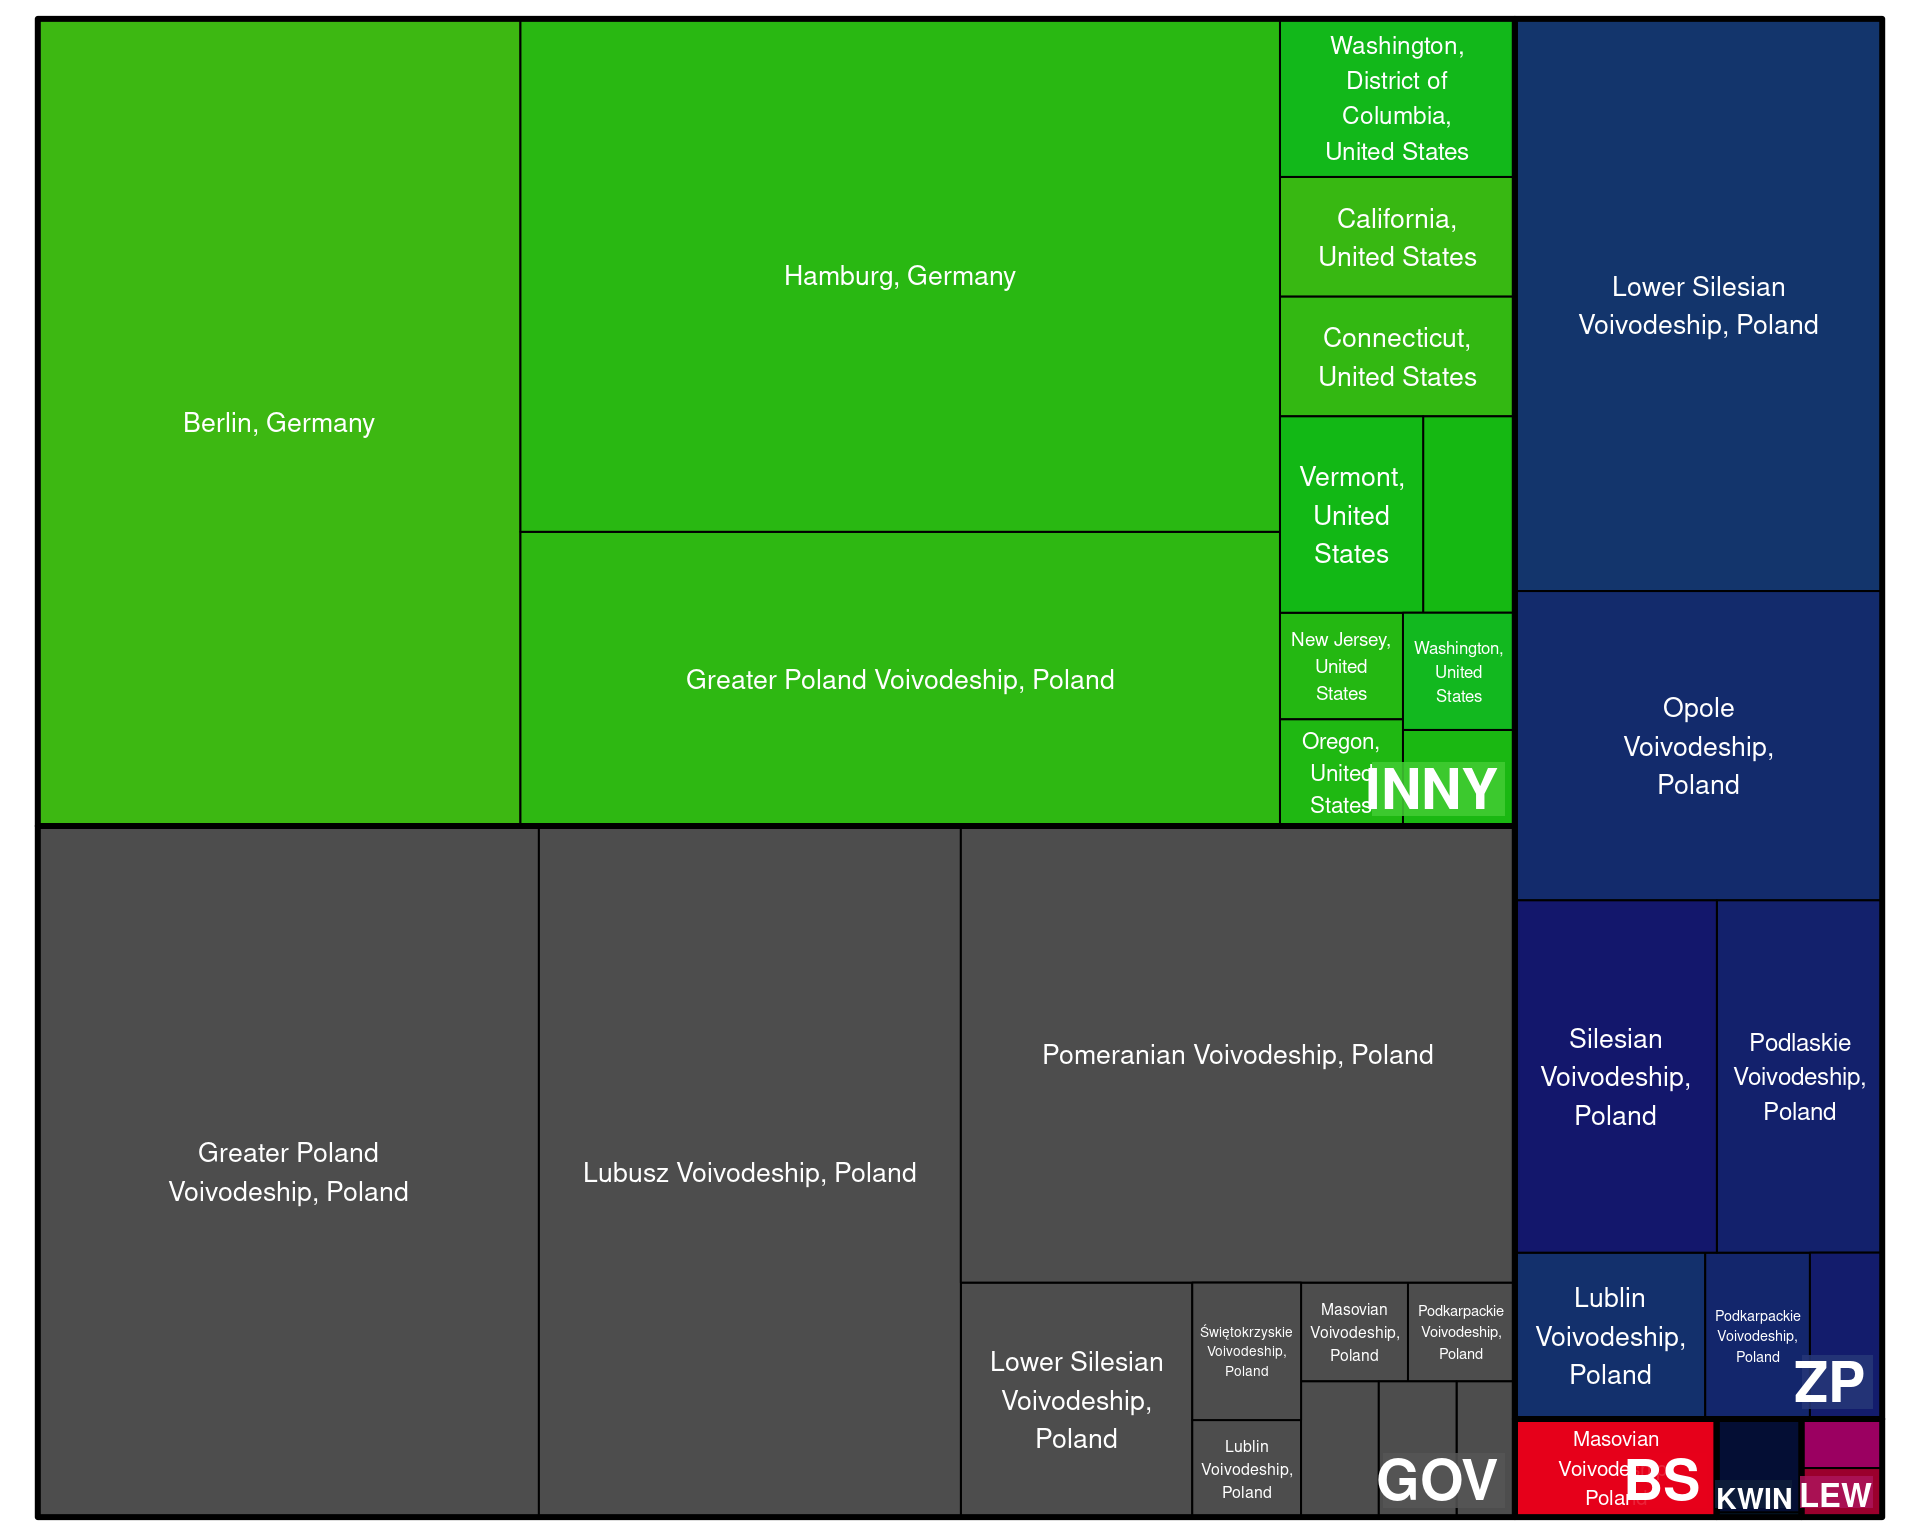 Berlin, Germany
Hamburg, Germany
Greater Poland Voivodeship, Poland
Washington,
District of
Columbia,
United States
California,
United States
Connecticut,
United States
Vermont,
United
States
New Jersey,
United
States
Washington,
United
States
Oregon,
United
States
INNY
Greater Poland
Voivodeship, Poland
Lubusz Voivodeship, Poland
Pomeranian Voivodeship, Poland
Lower Silesian
Voivodeship,
Poland
Świętokrzyskie
Voivodeship,
Poland
Lublin
Voivodeship,
Poland
Masovian
Voivodeship,
Poland
Podkarpackie
Voivodeship,
Poland
GOV
Lower Silesian
Voivodeship, Poland
Opole
Voivodeship,
Poland
Silesian
Voivodeship,
Poland
Podlaskie
Voivodeship,
Poland
Lublin
Voivodeship,
Poland
Podkarpackie
Voivodeship,
Poland
ZP
Masovian
Voivodeship,
Poland
BS
KWIN
LEW